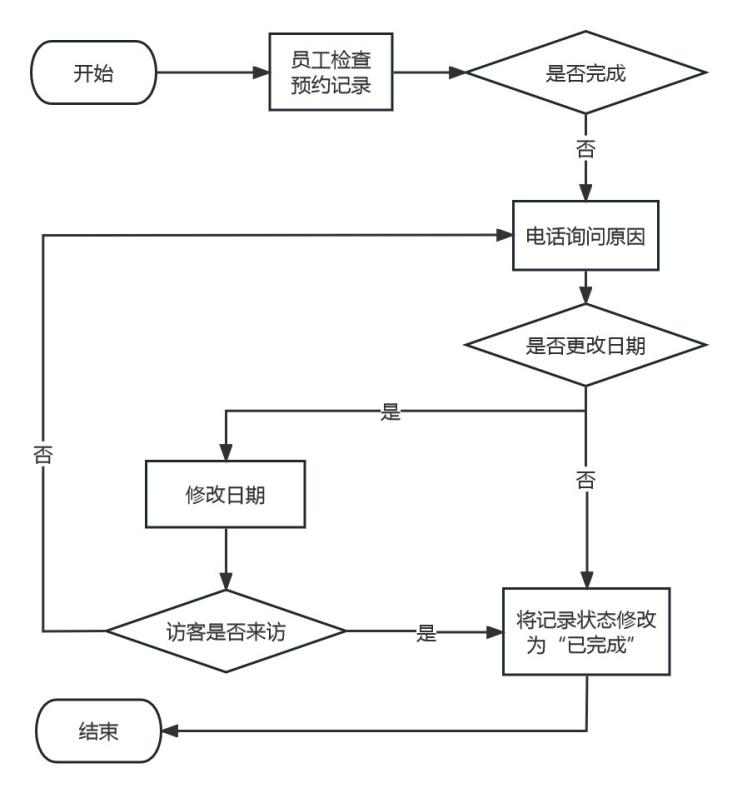 开始
员工检查
预约记录
是否完成
否
电话询问原因
是否更改日期
是
否
否
修改日期
访客是否来访
是
将记录状态修改
为“已完成”
结束